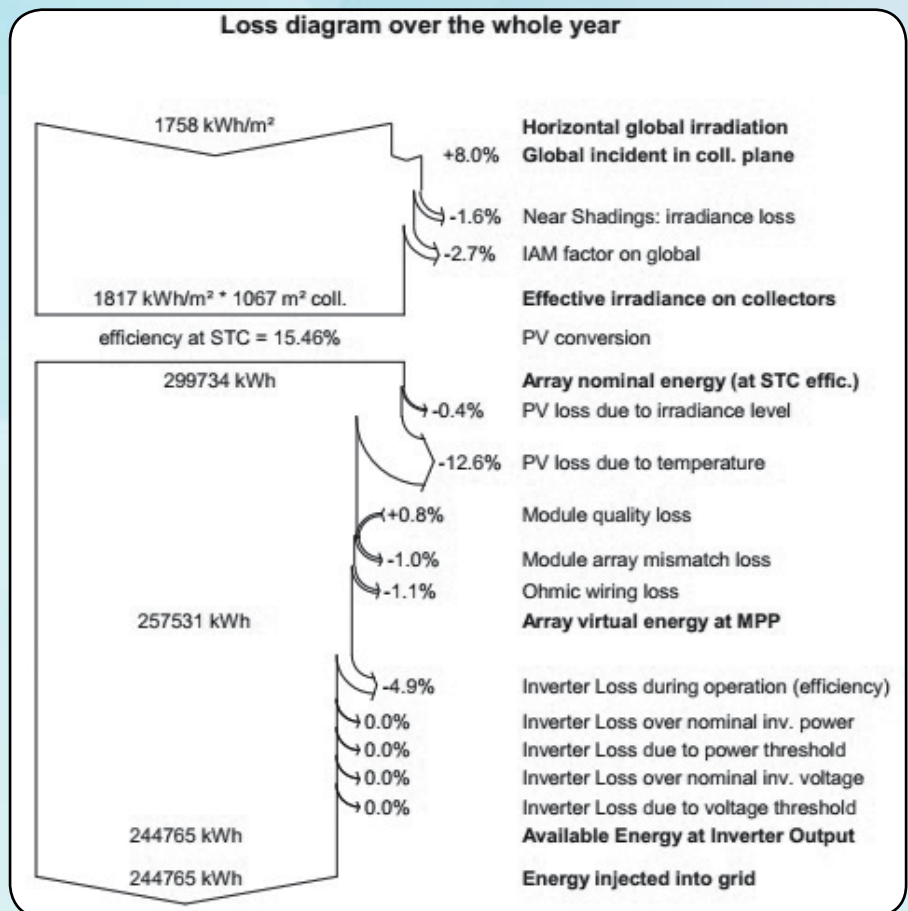 Loss diagram over the whole year
1758 kWh/m² Horizontal global irradiation
+8.0% Global incident in coll. plane
-1.6% Near Shadings: irradiance loss
-2.7% IAM factor on global
1817 kWh/m² * 1067 m² coll. Effective irradiance on collectors
efficiency at STC = 15.46% PV conversion
299734 kWh Array nominal energy (at STC effic.)
-0.4% PV loss due to irradiance level
-12.6% PV loss due to temperature
+0.8% Module quality loss
-1.0% Module array mismatch loss
-1.1% Ohmic wiring loss
257531 kWh Array virtual energy at MPP
-4.9% Inverter Loss during operation (efficiency)
0.0% Inverter Loss over nominal inv. power
0.0% Inverter Loss due to power threshold
0.0% Inverter Loss over nominal inv. voltage
0.0% Inverter Loss due to voltage threshold
244765 kWh Available Energy at Inverter Output
244765 kWh Energy injected into grid